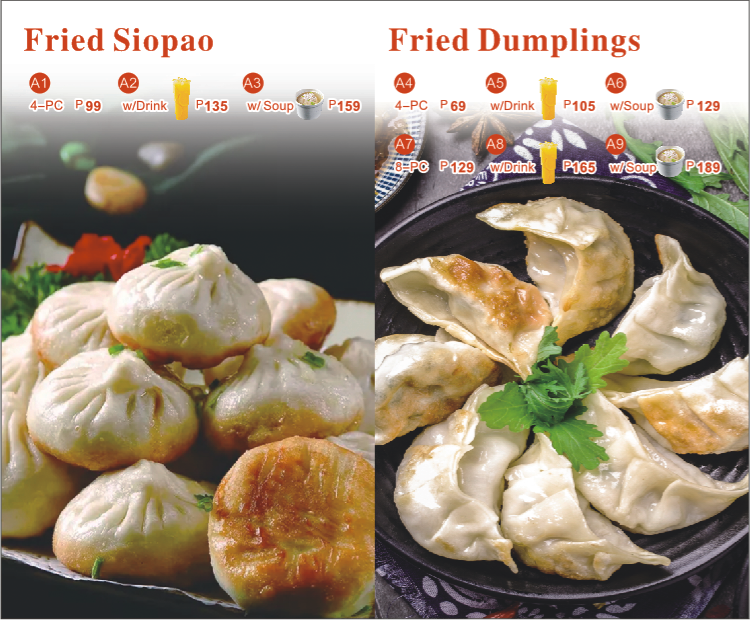 Fried Siopao
A1 A2 A3
4-PC P99 w/Drink P135 w/ Soup P159
Fried Dumplings
A4 A5 A6
4-PC P69 w/Drink P105 w/Soup P129
A7 A8 A9
8-PC P129 w/Drink P165 w/Soup P189